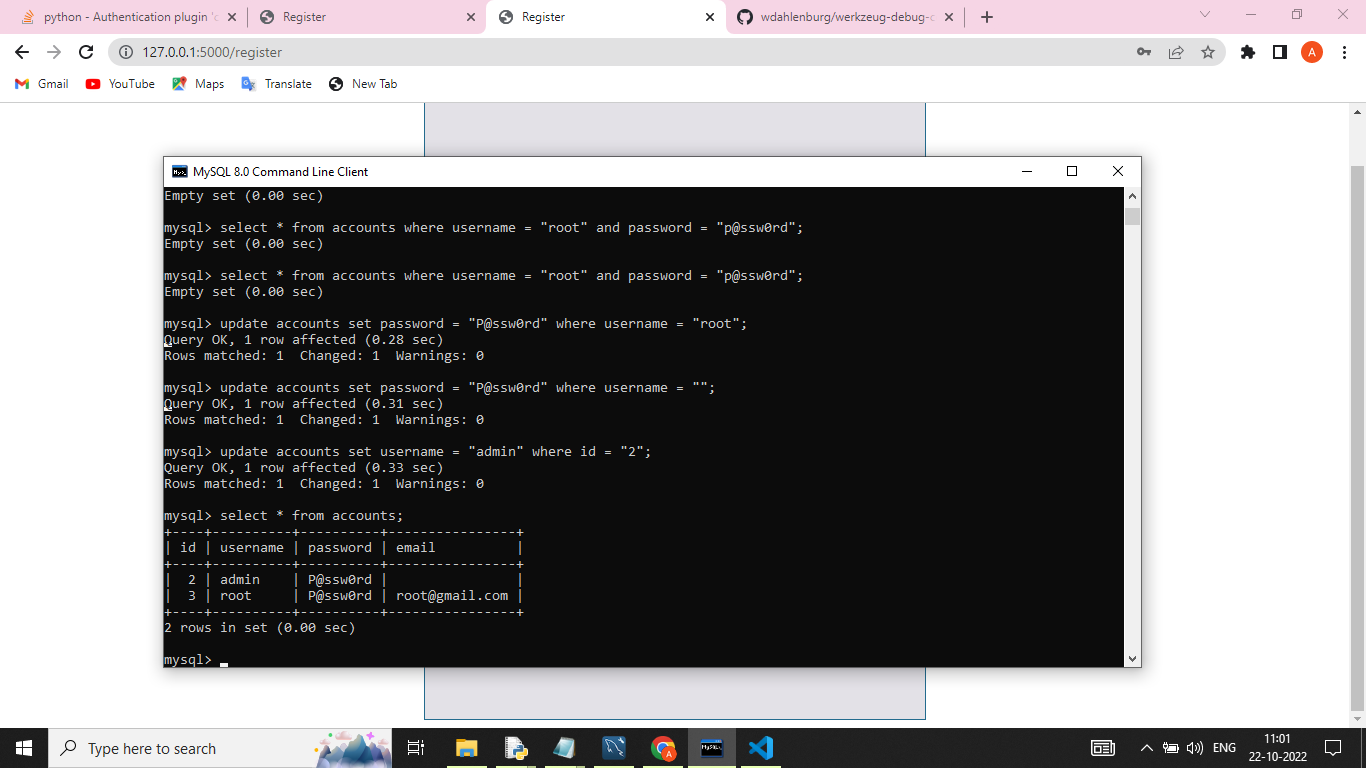 python - Authentication plugin 'c
Register
Register
wdahlenburg/werkzeug-debug-c
127.0.0.1:5000/register
A
Gmail
YouTube
Maps
Translate
New Tab
MySQL 8.0 Command Line Client
Empty set (0.00 sec)
mysql> select * from accounts where username = "root" and password = "p@ssw0rd";
Empty set (0.00 sec)
mysql> select * from accounts where username = "root" and password = "p@ssw0rd";
Empty set (0.00 sec)
mysql> update accounts set password = "P@ssw0rd" where username = "root";
Query OK, 1 row affected (0.28 sec)
Rows matched: 1  Changed: 1  Warnings: 0
mysql> update accounts set password = "P@ssw0rd" where username = "";
Query OK, 1 row affected (0.31 sec)
Rows matched: 1  Changed: 1  Warnings: 0
mysql> update accounts set username = "admin" where id = "2";
Query OK, 1 row affected (0.33 sec)
Rows matched: 1  Changed: 1  Warnings: 0
mysql> select * from accounts;
+----+----------+----------+----------------+
| id | username | password | email          |
+----+----------+----------+----------------+
|  2 | admin    | P@ssw0rd |                |
|  3 | root     | P@ssw0rd | root@gmail.com |
+----+----------+----------+----------------+
2 rows in set (0.00 sec)
mysql>
Type here to search
ENG
11:01
22-10-2022